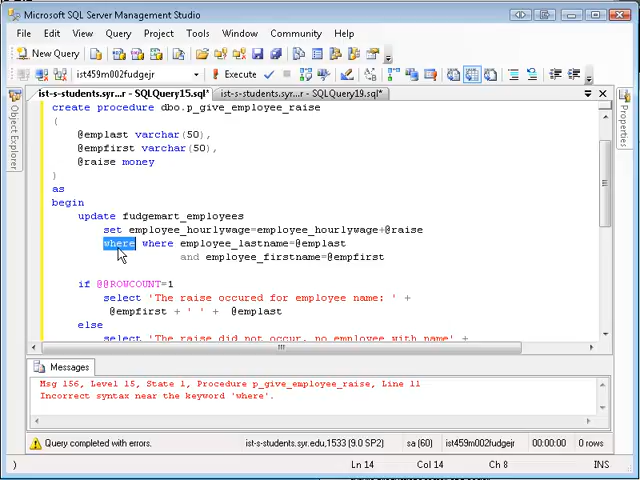 Microsoft SQL Server Management Studio
File Edit View Query Project Tools Window Community Help
New Query
ist459m002fudgejr Execute
ist-s-students.syr....r - SQLQuery15.sql* ist-s-students.sy....r - SQLQuery19.sql*
Object Explorer
Properties
create procedure dbo.p_give_employee_raise
(
@emplast varchar(50),
@empfirst varchar(50),
@raise money
)
as
begin
update fudgemart_employees
set employee_hourlywage=employee_hourlywage+@raise
where where employee_lastname=@emplast
and employee_firstname=@empfirst
if @@ROWCOUNT=1
select 'The raise occured for employee name: ' +
@empfirst + ' ' + @emplast
else
select 'The raise did not occur, no employee with name' +
Messages
Msg 156, Level 15, State 1, Procedure p_give_employee_raise, Line 11
Incorrect syntax near the keyword 'where'.
Query completed with errors. ist-s-students.syr.edu,1533 (9.0 SP2) sa (60) ist459m002fudgejr 00:00:00 0 rows
) Ln 14 Col 14 Ch 8 INS